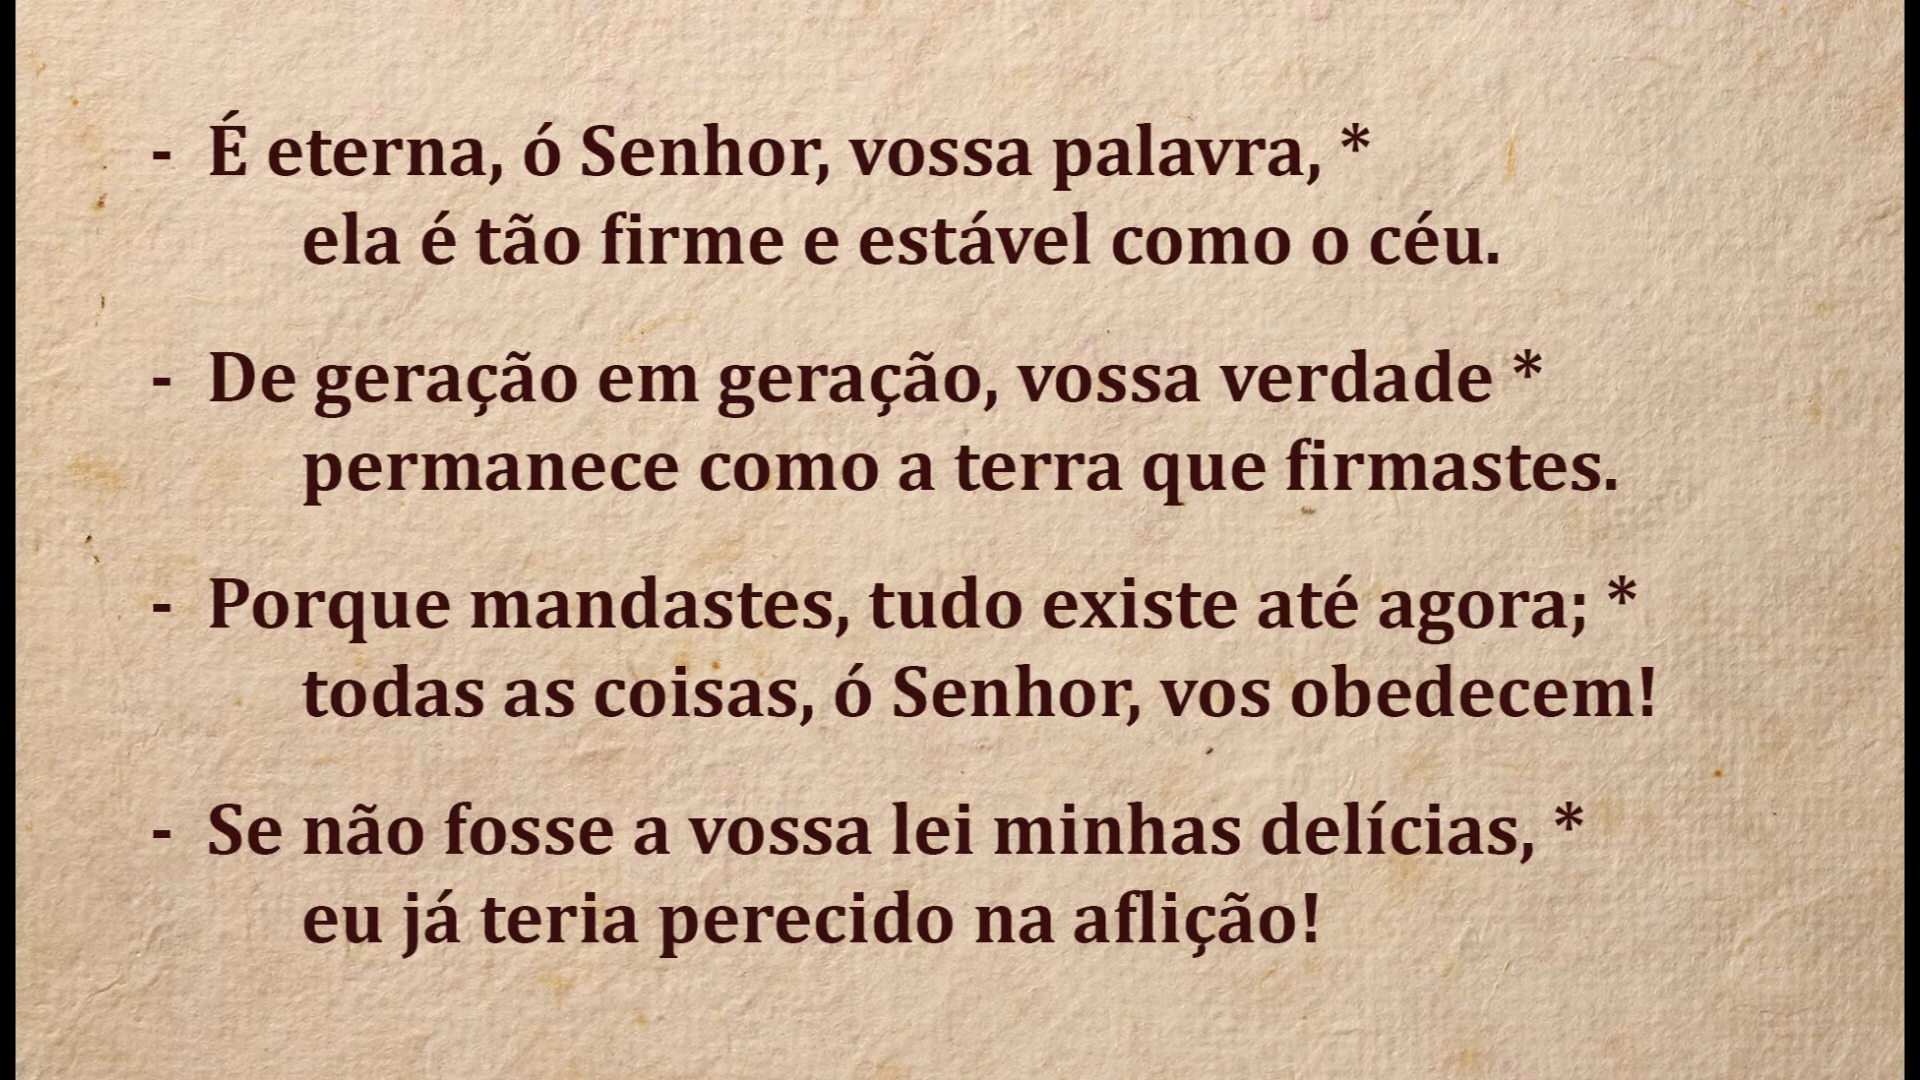 - É eterna, ó Senhor, vossa palavra, *
ela é tão firme e estável como o céu.
- De geração em geração, vossa verdade *
permanece como a terra que firmastes.
- Porque mandastes, tudo existe até agora; *
todas as coisas, ó Senhor, vos obedecem!
- Se não fosse a vossa lei minhas delícias, *
eu já teria perecido na aflição!